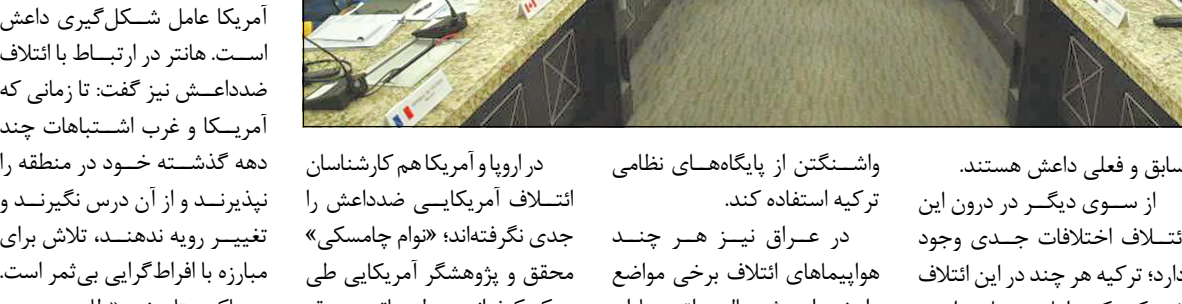 سابق و فعلی داعش هستند.
از سوی دیگر در درون این
ائتلاف اختلافات جدی وجود
دارد؛ ترکیه هر چند در این ائتلاف
واشنگتن از پایگاه‌های نظامی
ترکیه استفاده کند.
در عراق نیز هر چند
هواپیماهای ائتلاف برخی مواضع
در اروپا و آمریکا هم کارشناسان
ائتلاف آمریکایی ضدداعش را
جدی نگرفته‌اند؛ «نوام چامسکی»
محقق و پژوهشگر آمریکایی طی
آمریکا عامل شکل‌گیری داعش
است. هانتر در ارتباط با ائتلاف
ضدداعش نیز گفت: تا زمانی که
آمریکا و غرب اشتباهات چند
دهه گذشته خود در منطقه را
نپذیرند و از آن درس نگیرند و
تغییر رویه ندهند، تلاش برای
مبارزه با افراط‌گرایی بی‌ثمر است.